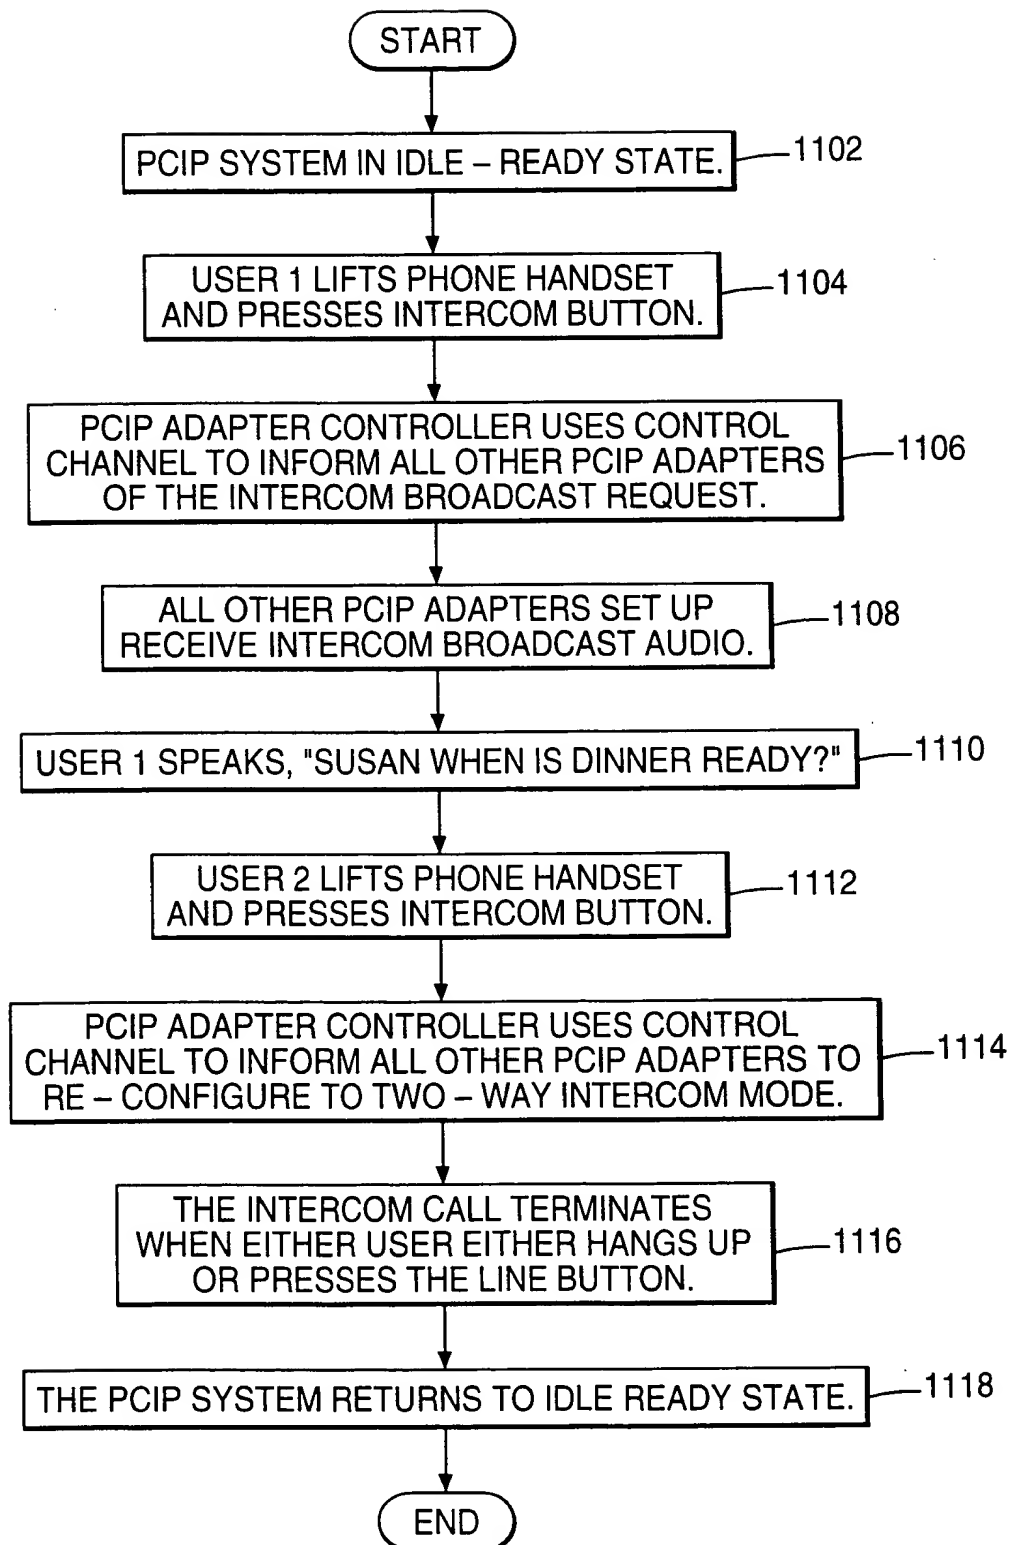 START
PCIP SYSTEM IN IDLE – READY STATE.
1102
USER 1 LIFTS PHONE HANDSET
AND PRESSES INTERCOM BUTTON.
1104
PCIP ADAPTER CONTROLLER USES CONTROL
CHANNEL TO INFORM ALL OTHER PCIP ADAPTERS
OF THE INTERCOM BROADCAST REQUEST.
1106
ALL OTHER PCIP ADAPTERS SET UP
RECEIVE INTERCOM BROADCAST AUDIO.
1108
USER 1 SPEAKS, "SUSAN WHEN IS DINNER READY?"
1110
USER 2 LIFTS PHONE HANDSET
AND PRESSES INTERCOM BUTTON.
1112
PCIP ADAPTER CONTROLLER USES CONTROL
CHANNEL TO INFORM ALL OTHER PCIP ADAPTERS TO
RE – CONFIGURE TO TWO – WAY INTERCOM MODE.
1114
THE INTERCOM CALL TERMINATES
WHEN EITHER USER EITHER HANGS UP
OR PRESSES THE LINE BUTTON.
1116
THE PCIP SYSTEM RETURNS TO IDLE READY STATE.
1118
END